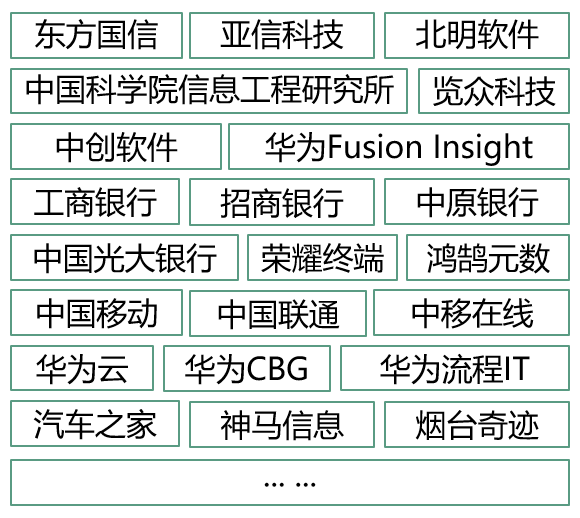 东方国信 亚信科技 北明软件
中国科学院信息工程研究所 览众科技
中创软件 华为Fusion Insight
工商银行 招商银行 中原银行
中国光大银行 荣耀终端 鸿鹄元数
中国移动 中国联通 中移在线
华为云 华为CBG 华为流程IT
汽车之家 神马信息 烟台奇迹
... ...